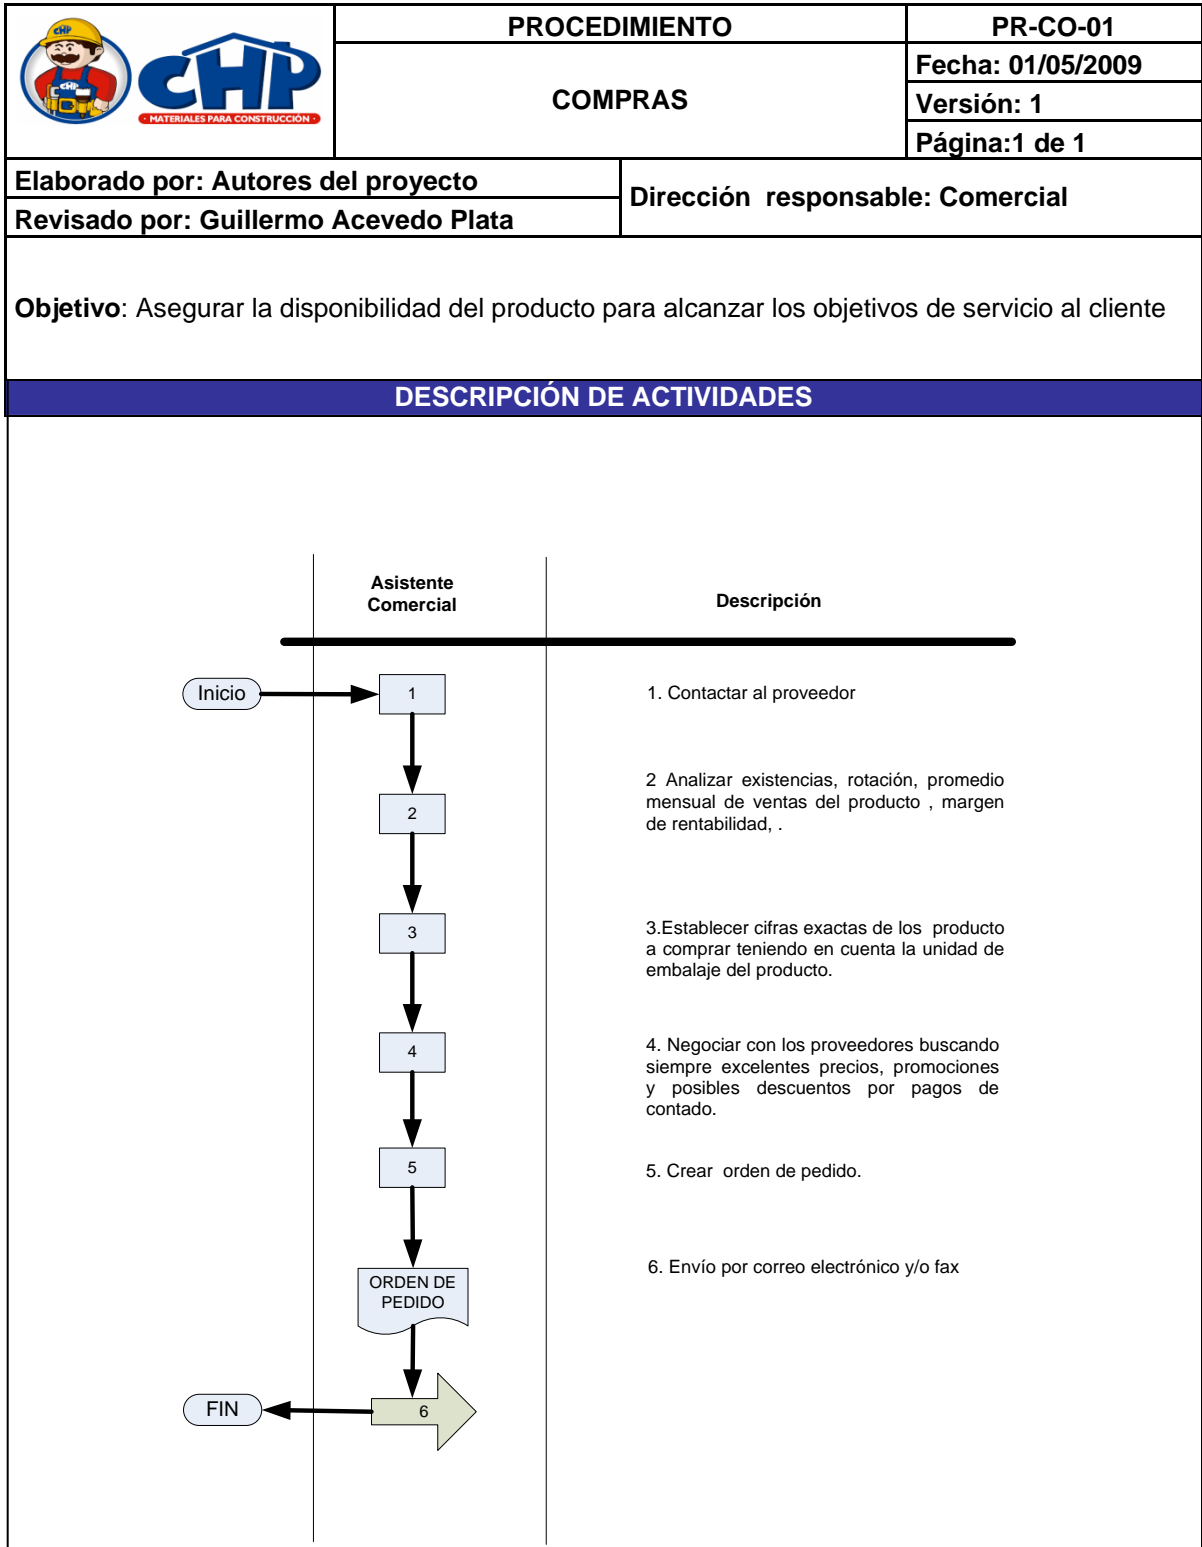 CHP
CHP
CHP
MATERIALES PARA CONSTRUCCIÓN
PROCEDIMIENTO
COMPRAS
PR-CO-01
Fecha: 01/05/2009
Versión: 1
Página:1 de 1
Elaborado por: Autores del proyecto
Revisado por: Guillermo Acevedo Plata
Dirección responsable: Comercial
Objetivo: Asegurar la disponibilidad del producto para alcanzar los objetivos de servicio al cliente
DESCRIPCIÓN DE ACTIVIDADES
Asistente
Comercial
Descripción
Inicio
1
1. Contactar al proveedor
2
2 Analizar existencias, rotación, promedio
mensual de ventas del producto , margen
de rentabilidad, .
3
3.Establecer cifras exactas de los producto
a comprar teniendo en cuenta la unidad de
embalaje del producto.
4
4. Negociar con los proveedores buscando
siempre excelentes precios, promociones
y posibles descuentos por pagos de
contado.
5
5. Crear orden de pedido.
ORDEN DE
PEDIDO
6. Envío por correo electrónico y/o fax
FIN
6